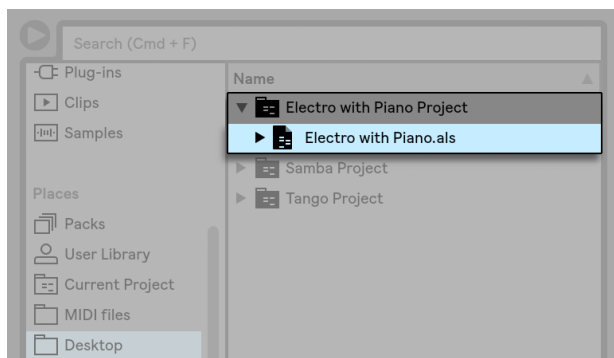 Search (Cmd + F)
Plug-ins
Clips
Samples
Places
Packs
User Library
Current Project
MIDI files
Desktop
Name
Electro with Piano Project
Electro with Piano.als
Samba Project
Tango Project